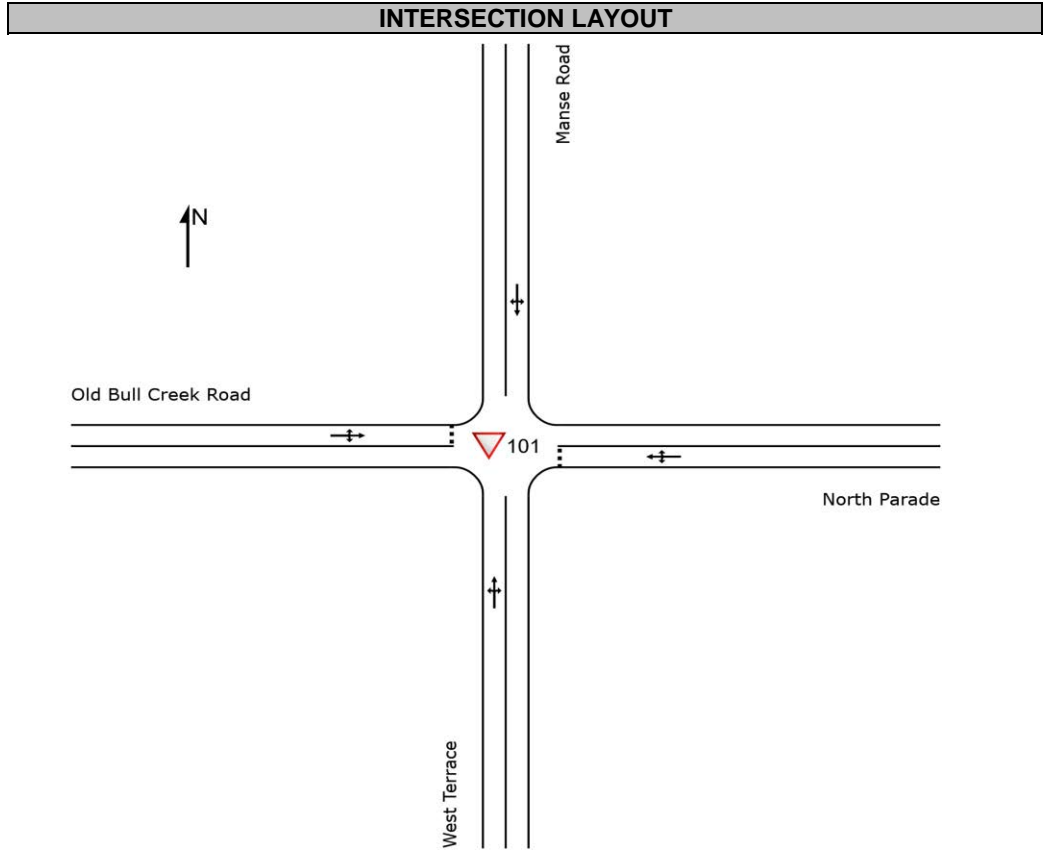 INTERSECTION LAYOUT
Manse Road
N
Old Bull Creek Road
101
North Parade
West Terrace